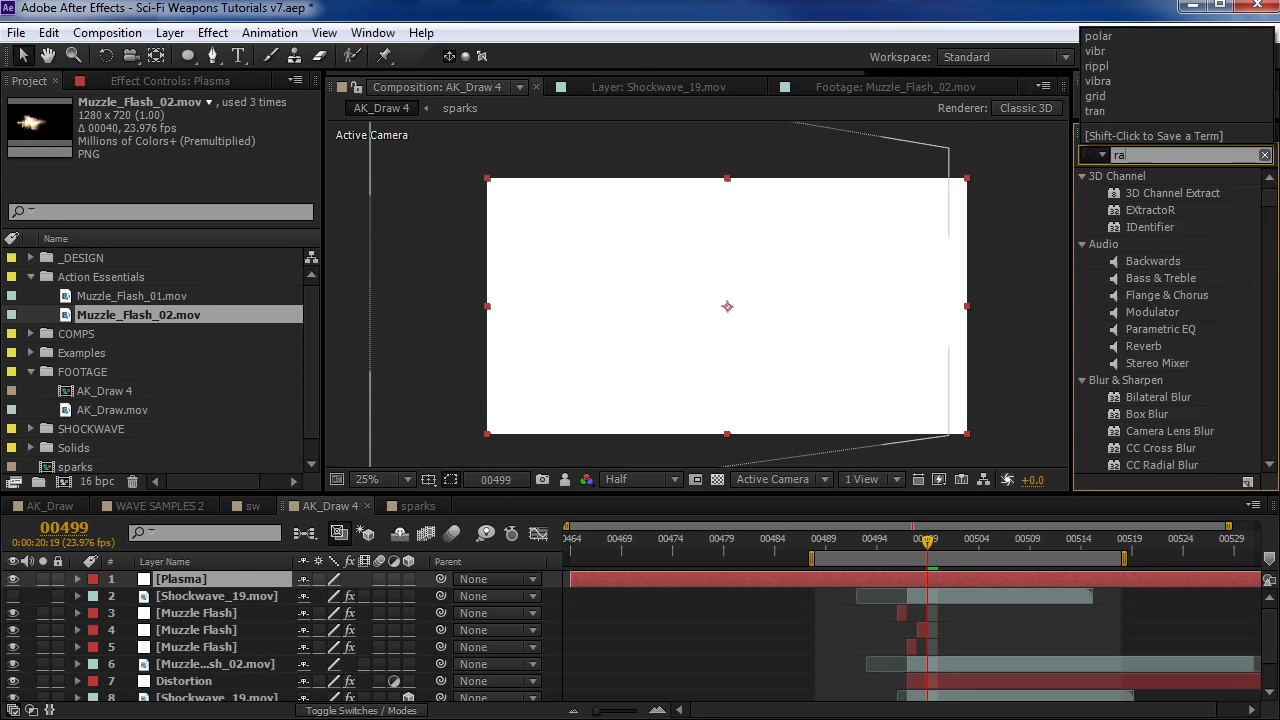 Adobe After Effects - Sci-Fi Weapons Tutorials v7.aep *
File Edit Composition Layer Effect Animation View Window Help
Workspace: Standard
polar
vibr
rippl
vibra
grid
tran
[Shift-Click to Save a Term]
ra
Project Effect Controls: Plasma
Muzzle_Flash_02.mov , used 3 times
1280 x 720 (1.00)
Δ 00040, 23.976 fps
Millions of Colors+ (Premultiplied)
PNG
Name
_DESIGN
Action Essentials
Muzzle_Flash_01.mov
Muzzle_Flash_02.mov
COMPS
Examples
FOOTAGE
AK_Draw 4
AK_Draw.mov
SHOCKWAVE
Solids
sparks
16 bpc
Composition: AK_Draw 4 Layer: Shockwave_19.mov Footage: Muzzle_Flash_02.mov
AK_Draw 4 sparks Renderer: Classic 3D
Active Camera
25% 00499 Half Active Camera 1 View +0.0
3D Channel
3D Channel Extract
EXtractoR
IDentifier
Audio
Backwards
Bass & Treble
Flange & Chorus
Modulator
Parametric EQ
Reverb
Stereo Mixer
Blur & Sharpen
Bilateral Blur
Box Blur
Camera Lens Blur
CC Cross Blur
CC Radial Blur
AK_Draw WAVE SAMPLES 2 sw AK_Draw 4 sparks
00499
0:00:20:19 (23.976 fps)
0464 00469 00474 00479 00484 00489 00494 00499 00504 00509 00514 00519 00524 00529
# Layer Name Parent
1 [Plasma] None
2 [Shockwave_19.mov] None
3 [Muzzle Flash] None
4 [Muzzle Flash] None
5 [Muzzle Flash] None
6 [Muzzle...sh_02.mov] None
7 Distortion None
8 [Shockwave_19.mov] None
Toggle Switches / Modes